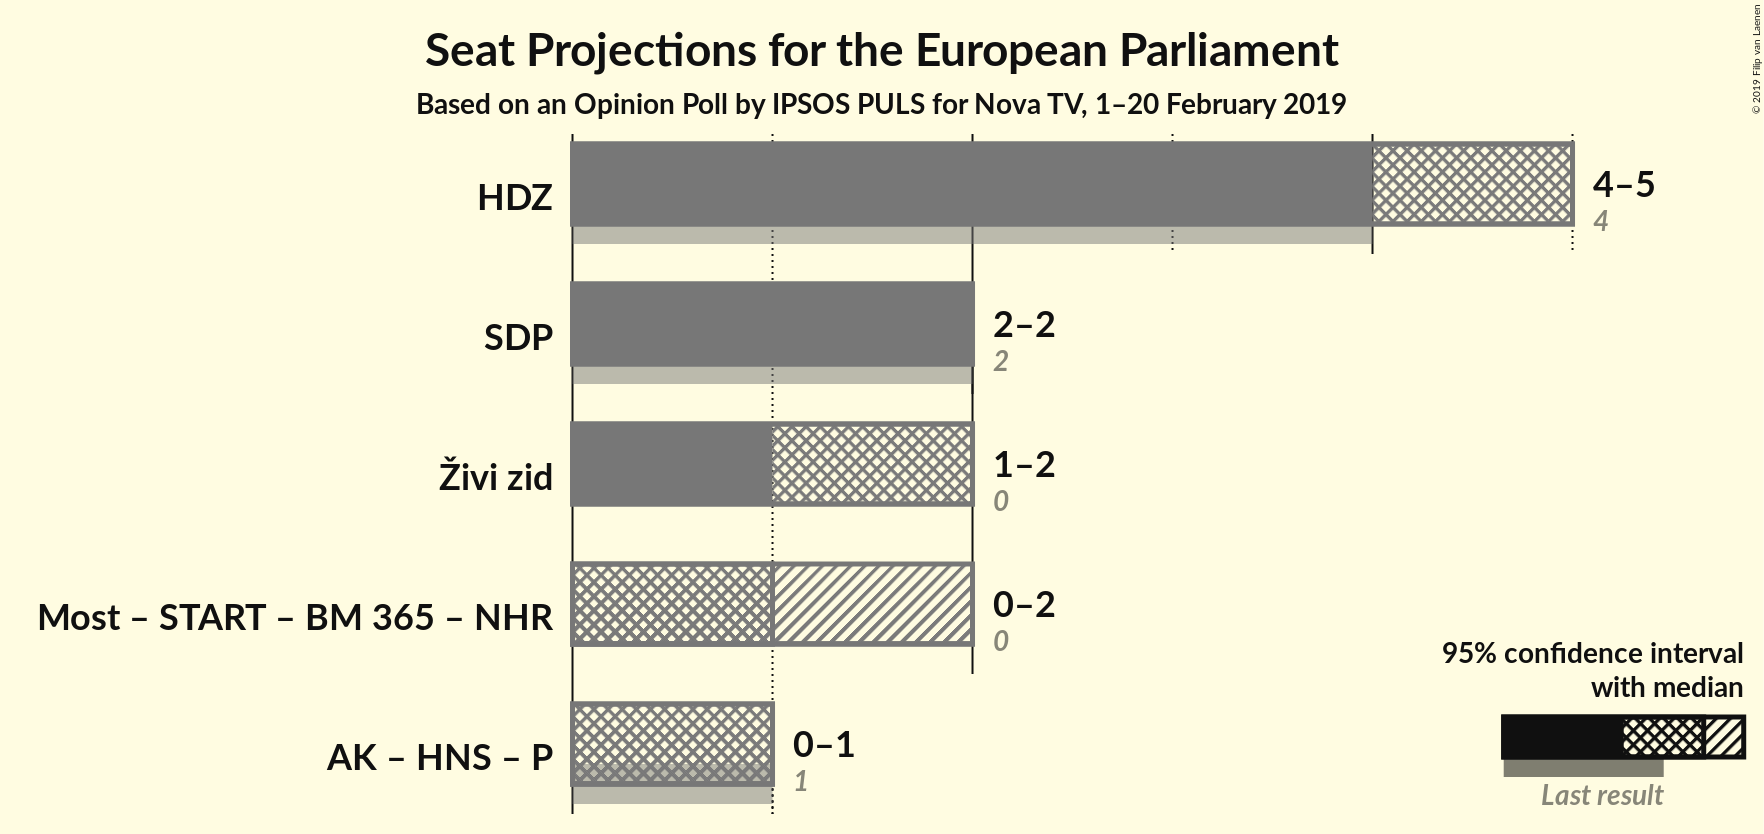 Seat Projections for the European Parliament
Based on an Opinion Poll by IPSOS PULS for Nova TV, 1–20 February 2019
© 2019 Filip van Laenen
HDZ
4–5
4
SDP
2–2
2
Živi zid
1–2
0
Most – START – BM 365 – NHR
0–2
0
AK – HNS – P
0–1
1
95% confidence interval
with median
Last result